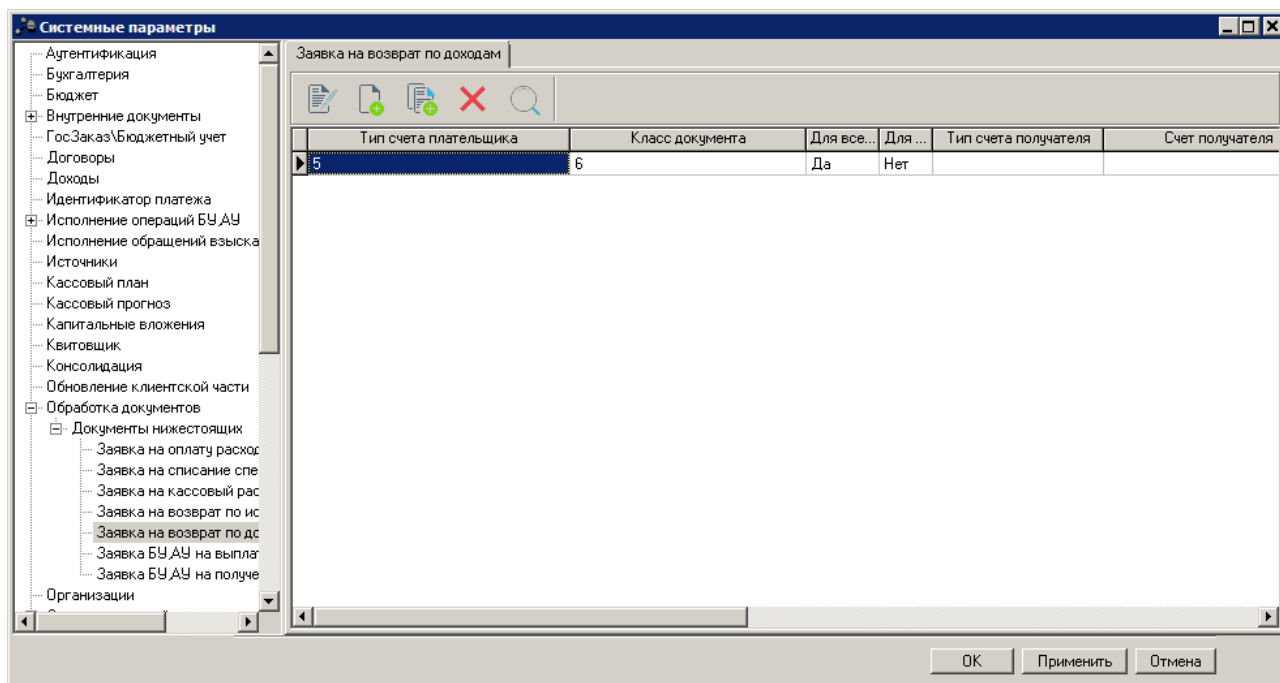 Системные параметры
Аутентификация
Бухгалтерия
Бюджет
Внутренние документы
ГосЗаказ\Бюджетный учет
Договоры
Доходы
Идентификатор платежа
Исполнение операций БУ,АУ
Исполнение обращений взыска
Источники
Кассовый план
Кассовый прогноз
Капитальные вложения
Квитовщик
Консолидация
Обновление клиентской части
Обработка документов
Документы нижестоящих
Заявка на оплату расход
Заявка на списание спе
Заявка на кассовый рас
Заявка на возврат по ис
Заявка на возврат по до
Заявка БУ,АУ на выплат
Заявка БУ,АУ на получе
Организации
Заявка на возврат по доходам
Тип счета плательщика Класс документа Для все... Для ... Тип счета получателя Счет получателя
5 6 Да Нет
OK Применить Отмена